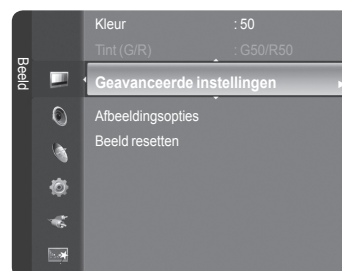 Beeld
Kleur : 50
Tint (G/R) : G50/R50
Geavanceerde instellingen
Afbeeldingsopties
Beeld resetten